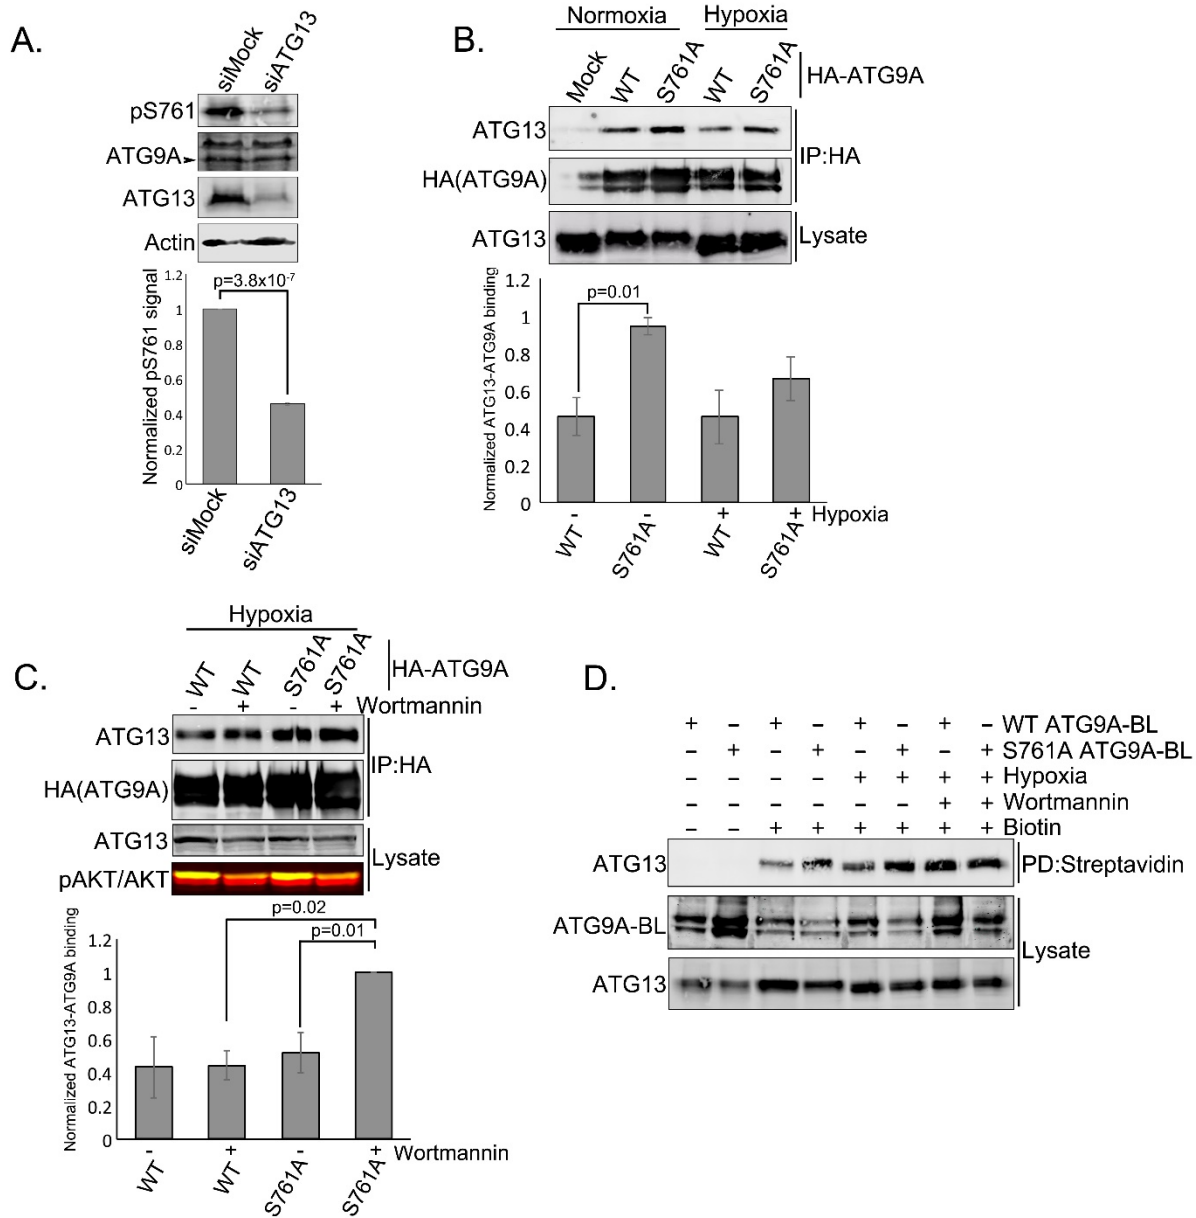 A.
siMock siATG13
pS761
ATG9A
ATG13
Actin
Normalized pS761 signal
1.2
p=3.8x10⁻⁷
1
0.8
0.6
0.4
0.2
0
siMock siATG13
B.
Normoxia Hypoxia
Mock WT S761A WT S761A
HA-ATG9A
ATG13
HA(ATG9A)
IP:HA
ATG13
Lysate
Normalized ATG13-ATG9A binding
1.2
p=0.01
1
0.8
0.6
0.4
0.2
0
WT - S761A - WT + S761A + Hypoxia
C.
Hypoxia
WT WT S761A S761A
HA-ATG9A
- + - + Wortmannin
ATG13
HA(ATG9A)
IP:HA
ATG13
pAKT/AKT
Lysate
Normalized ATG13-ATG9A binding
p=0.02
p=0.01
1.2
1
0.8
0.6
0.4
0.2
0
WT - WT + S761A - S761A + Wortmannin
D.
+ - + - + - + - WT ATG9A-BL
- + - + - + - + S761A ATG9A-BL
- - - - + + + + Hypoxia
- - - - - - + + Wortmannin
- - + + + + + + Biotin
ATG13
PD:Streptavidin
ATG9A-BL
ATG13
Lysate